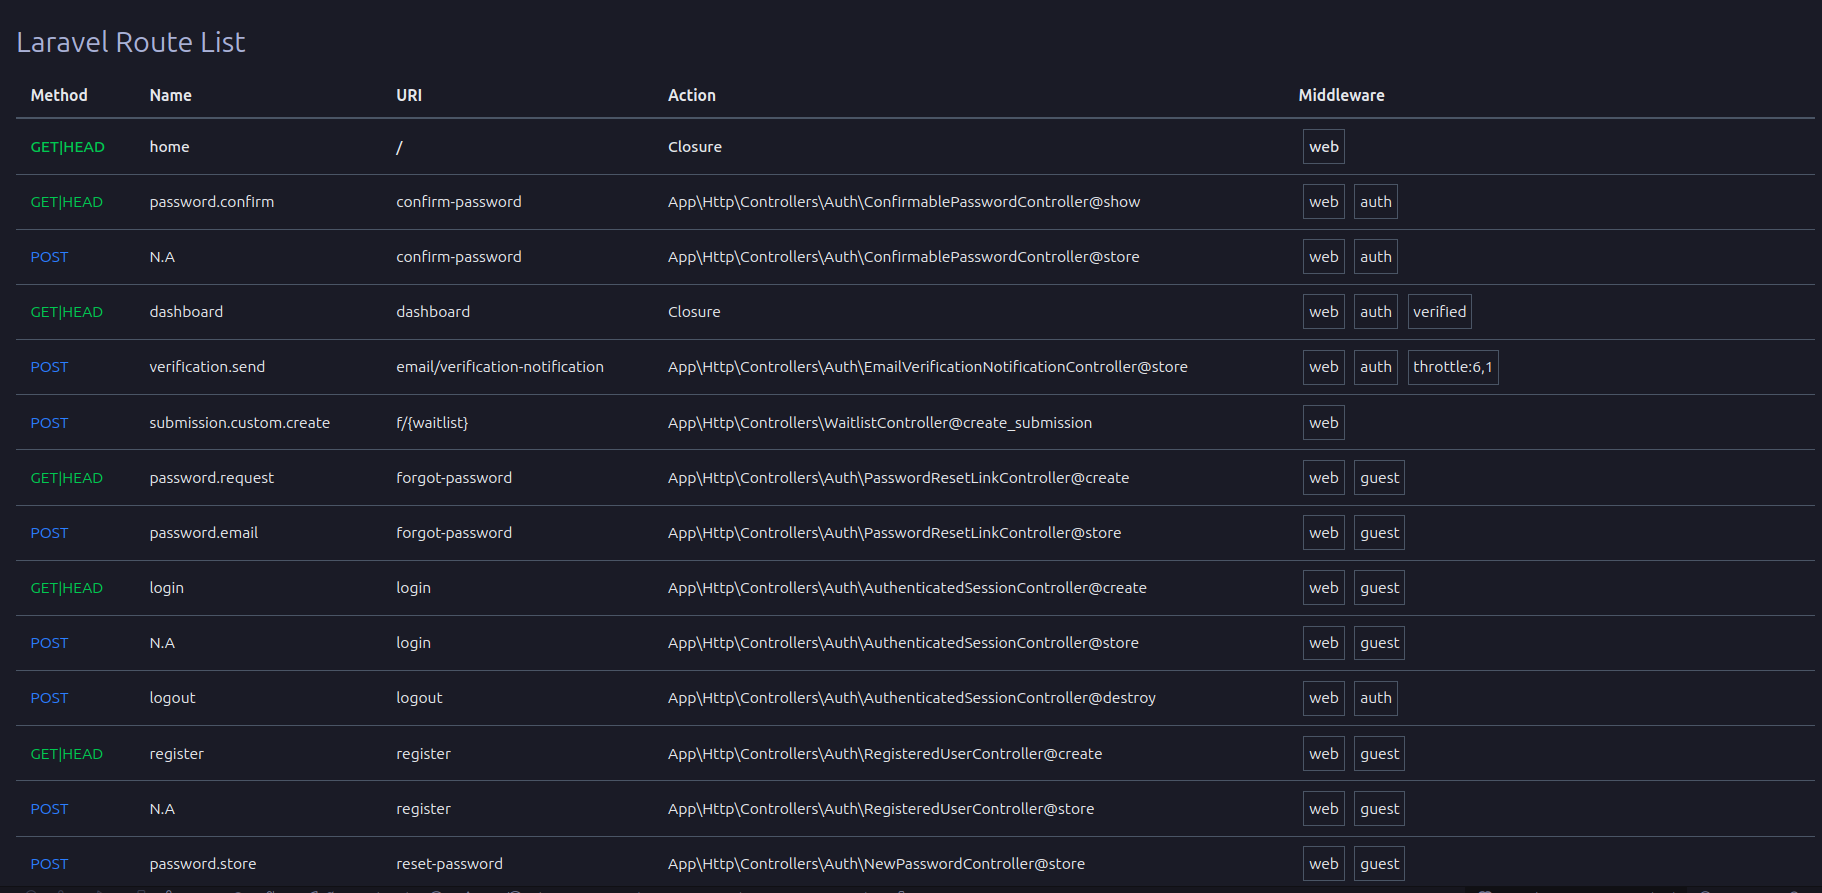 Laravel Route List
Method Name URI Action Middleware
GET|HEAD home / Closure web
GET|HEAD password.confirm confirm-password App\Http\Controllers\Auth\ConfirmablePasswordController@show web auth
POST N.A confirm-password App\Http\Controllers\Auth\ConfirmablePasswordController@store web auth
GET|HEAD dashboard dashboard Closure web auth verified
POST verification.send email/verification-notification App\Http\Controllers\Auth\EmailVerificationNotificationController@store web auth throttle:6,1
POST submission.custom.create f/{waitlist} App\Http\Controllers\WaitlistController@create_submission web
GET|HEAD password.request forgot-password App\Http\Controllers\Auth\PasswordResetLinkController@create web guest
POST password.email forgot-password App\Http\Controllers\Auth\PasswordResetLinkController@store web guest
GET|HEAD login login App\Http\Controllers\Auth\AuthenticatedSessionController@create web guest
POST N.A login App\Http\Controllers\Auth\AuthenticatedSessionController@store web guest
POST logout logout App\Http\Controllers\Auth\AuthenticatedSessionController@destroy web auth
GET|HEAD register register App\Http\Controllers\Auth\RegisteredUserController@create web guest
POST N.A register App\Http\Controllers\Auth\RegisteredUserController@store web guest
POST password.store reset-password App\Http\Controllers\Auth\NewPasswordController@store web guest